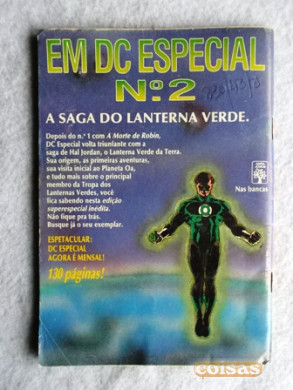 EM DC ESPECIAL
Nº 2
A SAGA DO LANTERNA VERDE.
Depois do n.º 1 com A Morte de Robin,
DC Especial volta triunfante com a
saga de Hal Jordan, o Lanterna Verde da Terra.
Sua origem, as primeiras aventuras,
sua visita inicial ao Planeta Oa,
e tudo mais sobre o principal
membro da Tropa dos
Lanternas Verdes, você
fica sabendo nesta edição
superespecial inédita.
Não fique pra trás.
Busque já o seu exemplar.
Nas bancas
ESPETACULAR:
DC ESPECIAL
AGORA É MENSAL!
130 páginas!
coisas